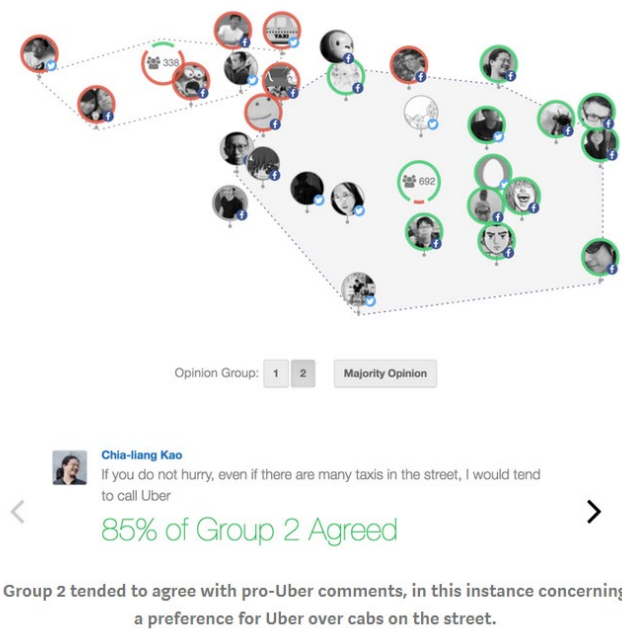 TAXI
338
692
Opinion Group: 1 2 Majority Opinion
Chia-liang Kao
If you do not hurry, even if there are many taxis in the street, I would tend
to call Uber
85% of Group 2 Agreed
Group 2 tended to agree with pro-Uber comments, in this instance concerning
a preference for Uber over cabs on the street.